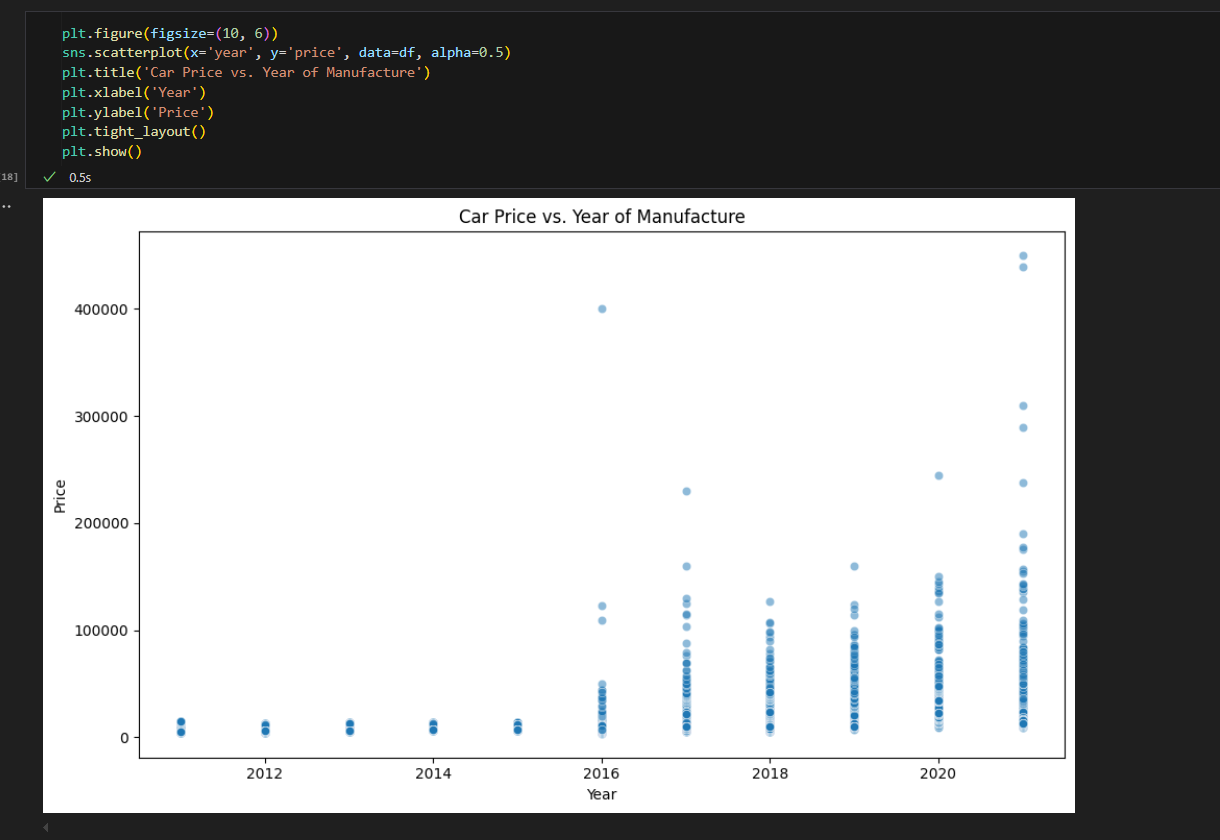 plt.figure(figsize=(10, 6))
sns.scatterplot(x='year', y='price', data=df, alpha=0.5)
plt.title('Car Price vs. Year of Manufacture')
plt.xlabel('Year')
plt.ylabel('Price')
plt.tight_layout()
plt.show()
18]
0.5s
Car Price vs. Year of Manufacture
400000
300000
200000
100000
0
Price
2012
2014
2016
2018
2020
Year